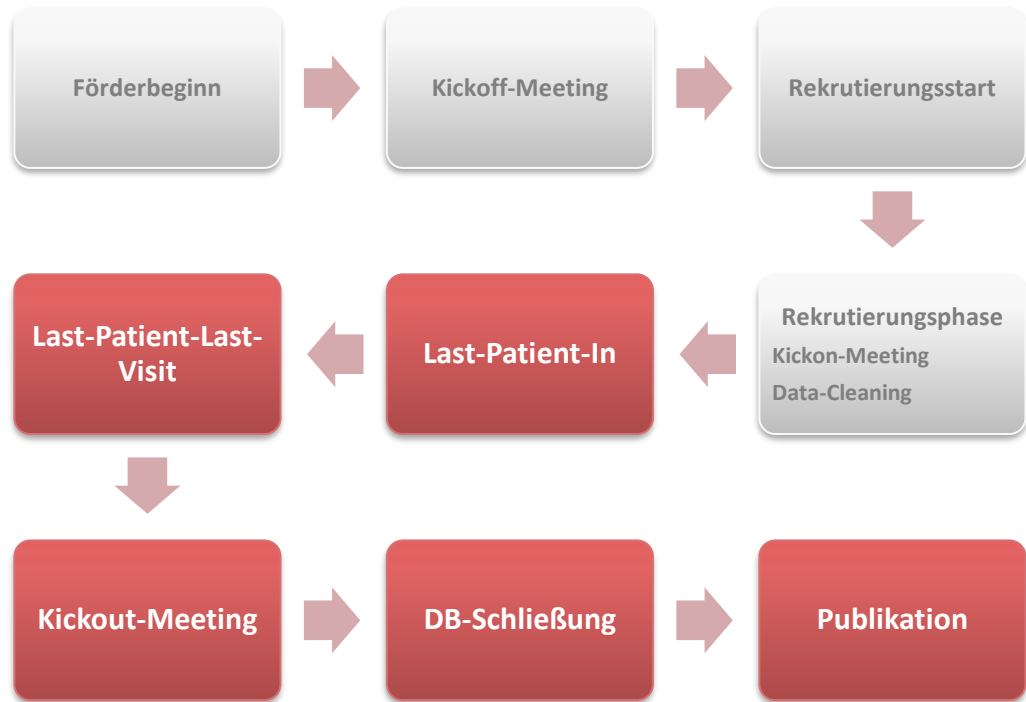 Förderbeginn
Kickoff-Meeting
Rekrutierungsstart
Rekrutierungsphase
Kickon-Meeting
Data-Cleaning
Last-Patient-In
Last-Patient-Last-
Visit
Kickout-Meeting
DB-Schließung
Publikation